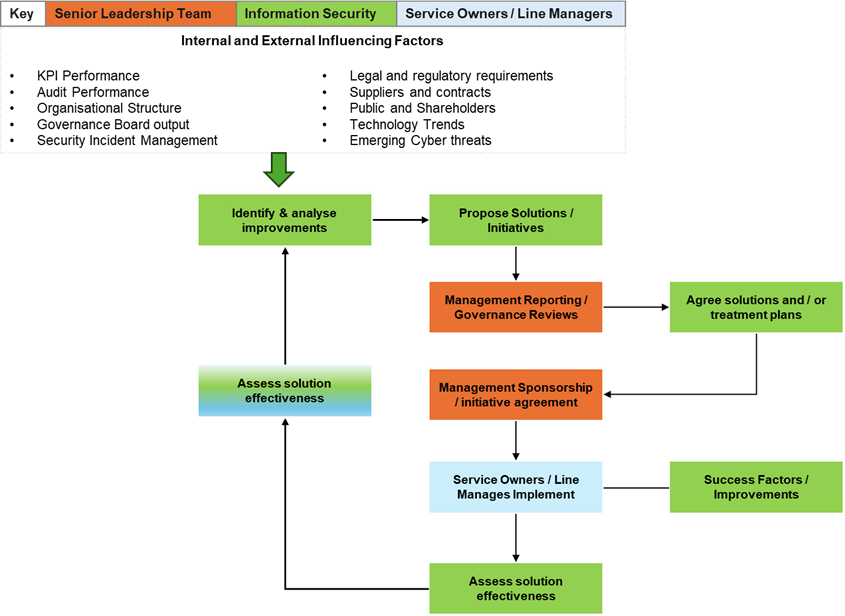 Key
Senior Leadership Team
Information Security
Service Owners / Line Managers
Internal and External Influencing Factors
• KPI Performance
• Audit Performance
• Organisational Structure
• Governance Board output
• Security Incident Management
• Legal and regulatory requirements
• Suppliers and contracts
• Public and Shareholders
• Technology Trends
• Emerging Cyber threats
Identify & analyse
improvements
Propose Solutions /
Initiatives
Management Reporting /
Governance Reviews
Agree solutions and / or
treatment plans
Assess solution
effectiveness
Management Sponsorship
/ initiative agreement
Service Owners / Line
Manages Implement
Success Factors /
Improvements
Assess solution
effectiveness